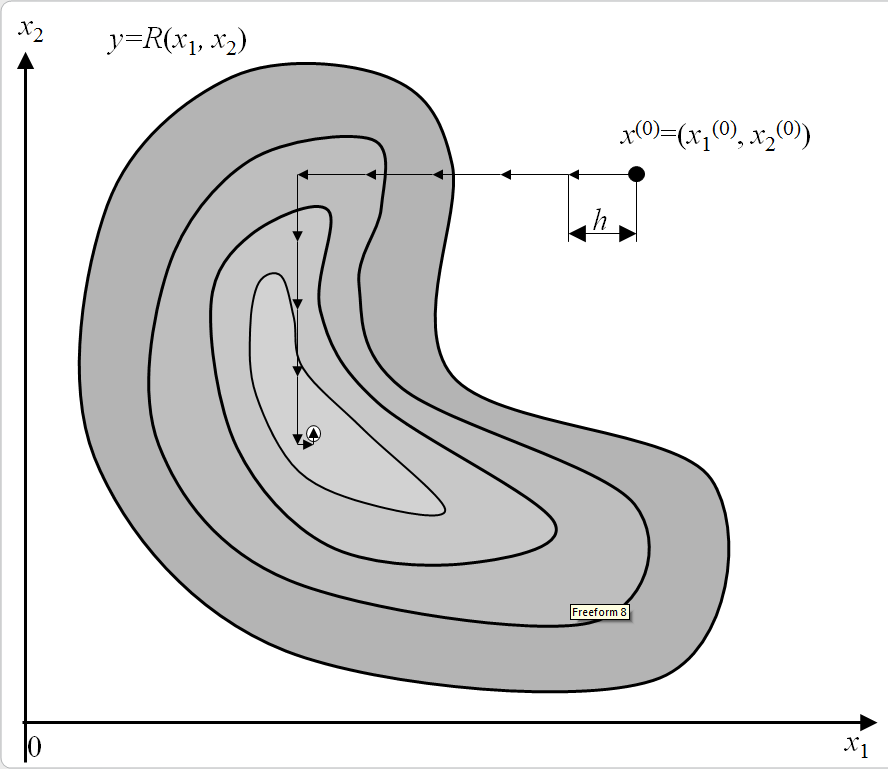 x₂
y=R(x₁, x₂)
x⁽⁰⁾=(x₁⁽⁰⁾, x₂⁽⁰⁾)
h
Freeform 8
0
x₁